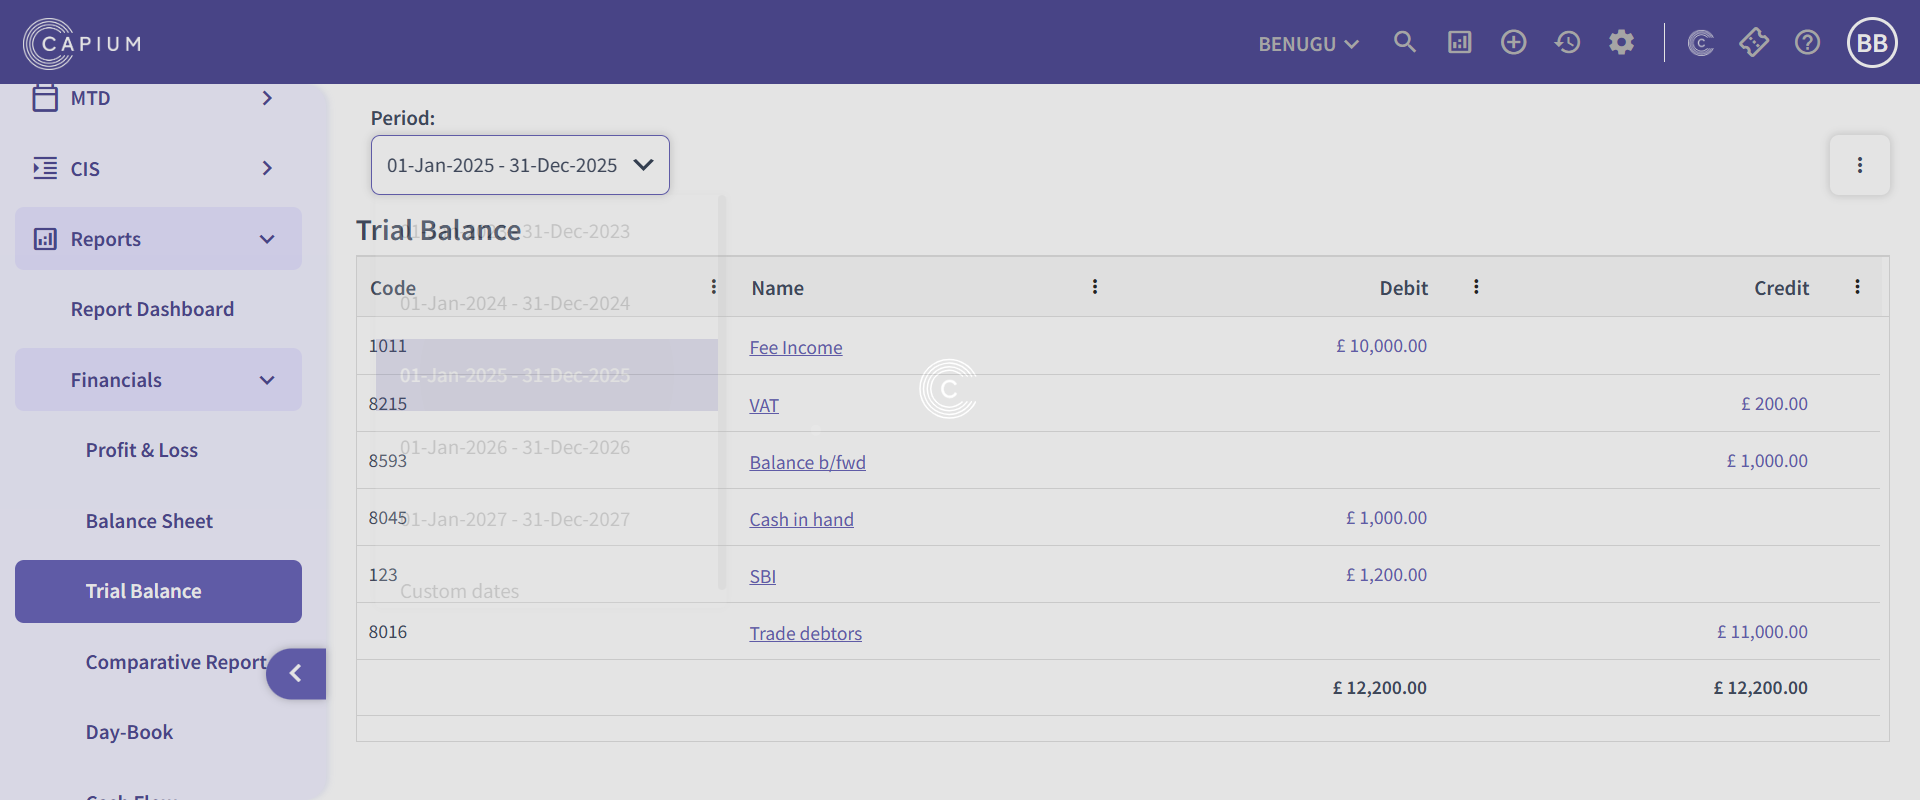 CAPIUM
BENUGU
BB
MTD
CIS
Reports
Report Dashboard
Financials
Profit & Loss
Balance Sheet
Trial Balance
Comparative Report
Day-Book
Cash Flow
Period:
01-Jan-2025 - 31-Dec-2025
01-Jan-2023 - 31-Dec-2023
01-Jan-2024 - 31-Dec-2024
01-Jan-2025 - 31-Dec-2025
01-Jan-2026 - 31-Dec-2026
01-Jan-2027 - 31-Dec-2027
Custom dates
Trial Balance
Code Name Debit Credit
1011 Fee Income £ 10,000.00
8215 VAT £ 200.00
8593 Balance b/fwd £ 1,000.00
8045 Cash in hand £ 1,000.00
123 SBI £ 1,200.00
8016 Trade debtors £ 11,000.00
£ 12,200.00 £ 12,200.00
C